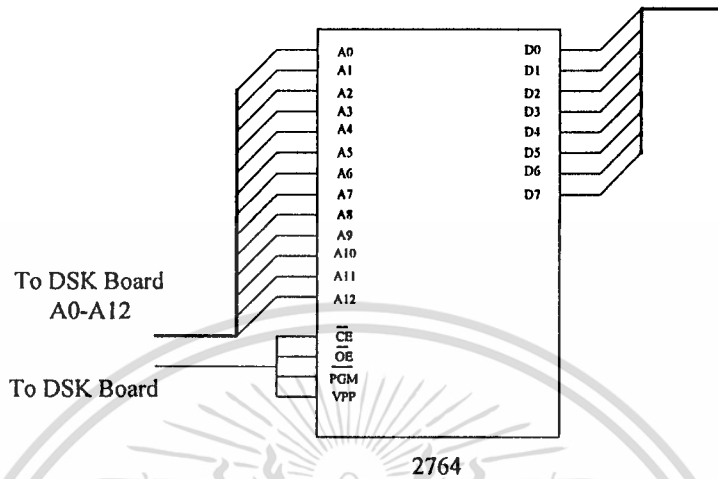 A0
A1
A2
A3
A4
A5
A6
A7
A8
A9
A10
A11
A12
CE
OE
PGM
VPP
D0
D1
D2
D3
D4
D5
D6
D7
To DSK Board
A0-A12
To DSK Board
2764